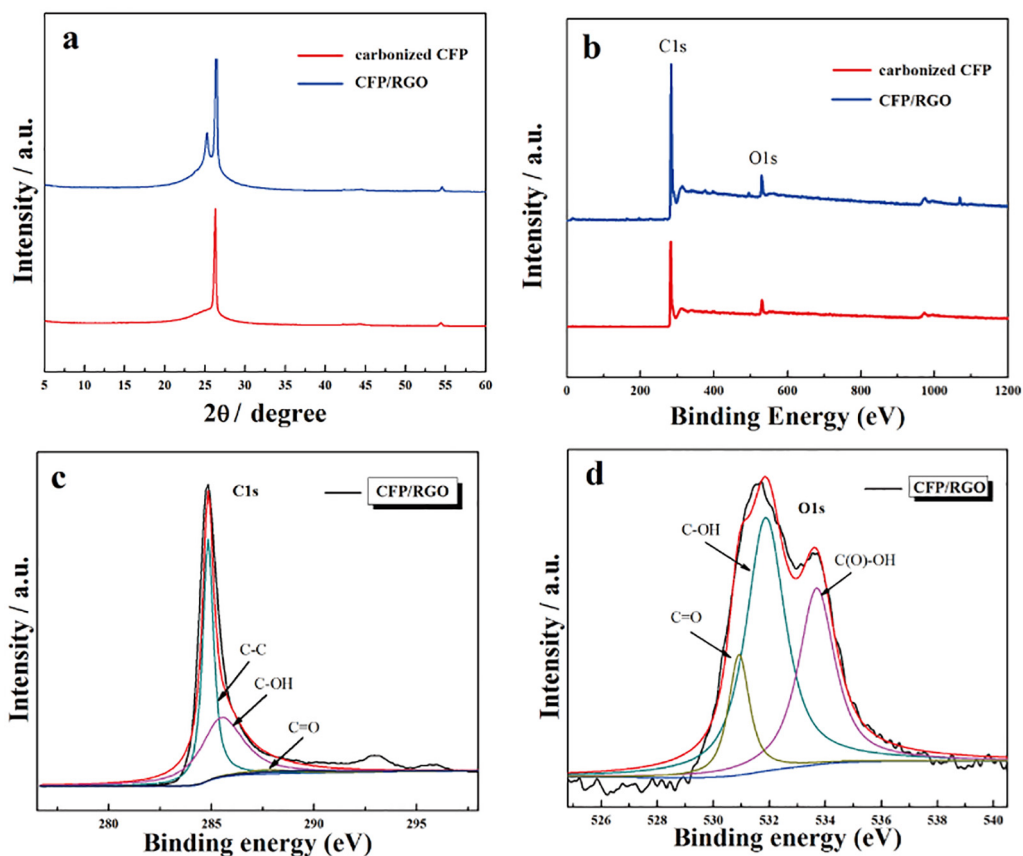 a
carbonized CFP
CFP/RGO
Intensity / a.u.
5 10 15 20 25 30 35 40 45 50 55 60
2θ / degree
b
C1s
carbonized CFP
CFP/RGO
O1s
Intensity / a.u.
0 200 400 600 800 1000 1200
Binding Energy (eV)
c
C1s
CFP/RGO
C-C
C-OH
C=O
Intensity / a.u.
280 285 290 295
Binding energy (eV)
d
CFP/RGO
O1s
C-OH
C(O)-OH
C=O
Intensity / a.u.
526 528 530 532 534 536 538 540
Binding energy (eV)